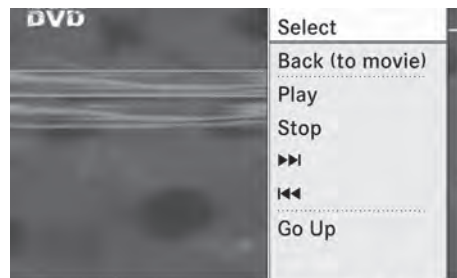 DVD
Select
Back (to movie)
Play
Stop
▶▶|
|◀◀
Go Up